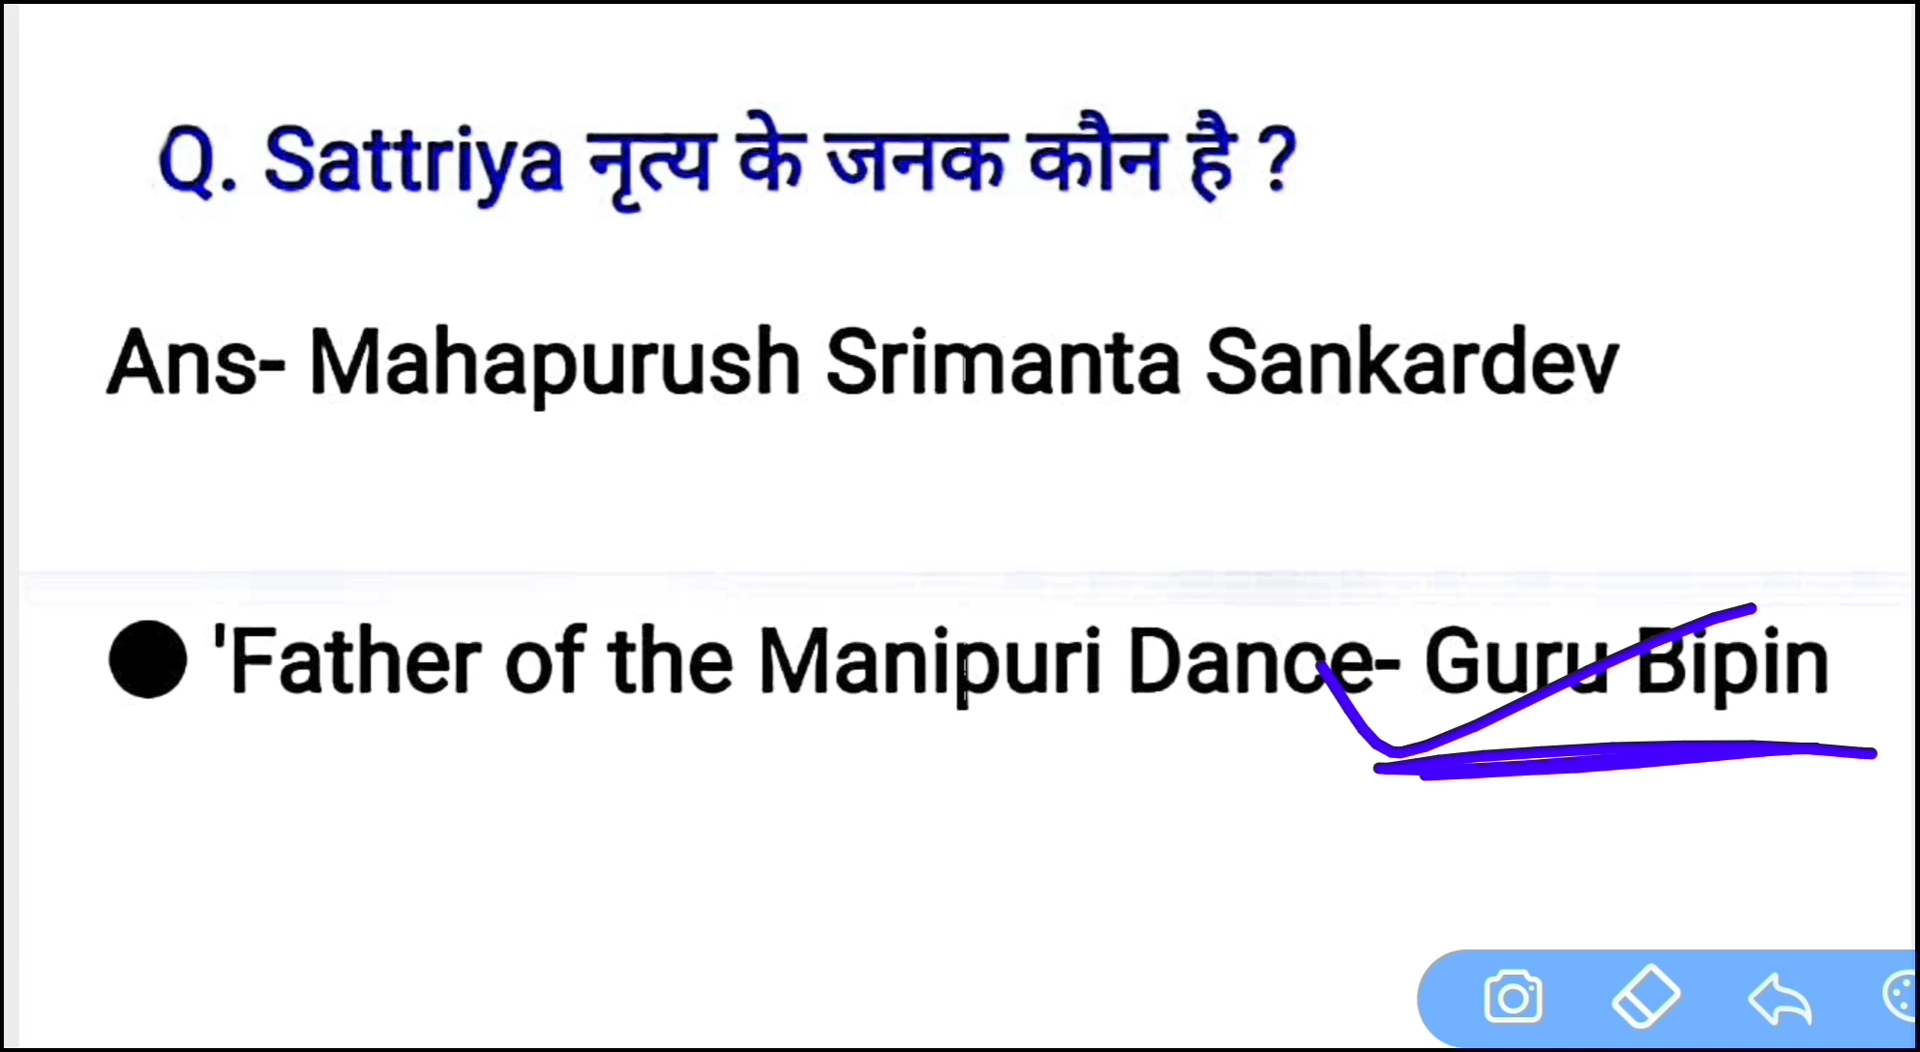 Q. Sattriya नृत्य के जनक कौन है ?
Ans- Mahapurush Srimanta Sankardev
● 'Father of the Manipuri Dance- Guru Bipin